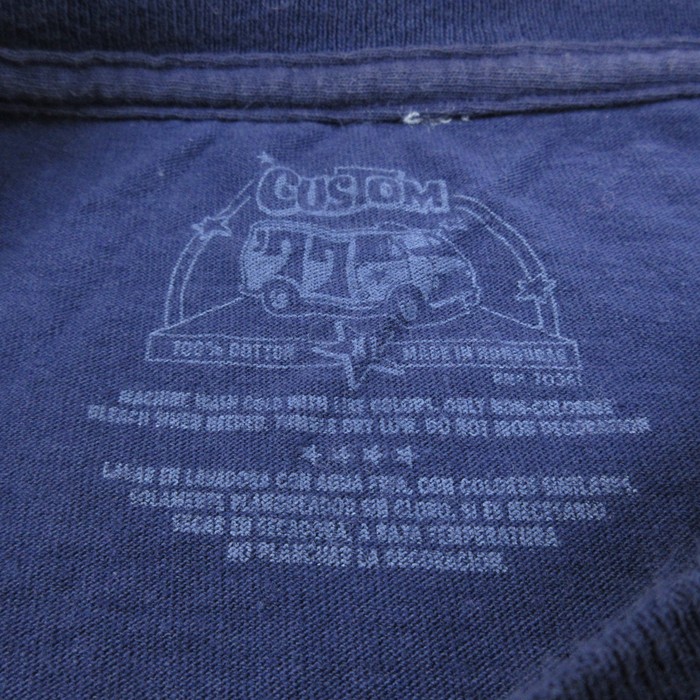 CUSTOM
100% COTTON XL MADE IN HONDURAS
RN# 70361
MACHINE WASH COLD WITH LIKE COLORS. ONLY NON-CHLORINE
BLEACH WHEN NEEDED. TUMBLE DRY LOW. DO NOT IRON DECORATION
LAVAR EN LAVADORA CON AGUA FRIA, CON COLORES SIMILARES.
SOLAMENTE BLANQUEADOR SIN CLORO, SI ES NECESARIO
SECAR EN SECADORA, A BAJA TEMPERATURA
NO PLANCHAR LA DECORACION.